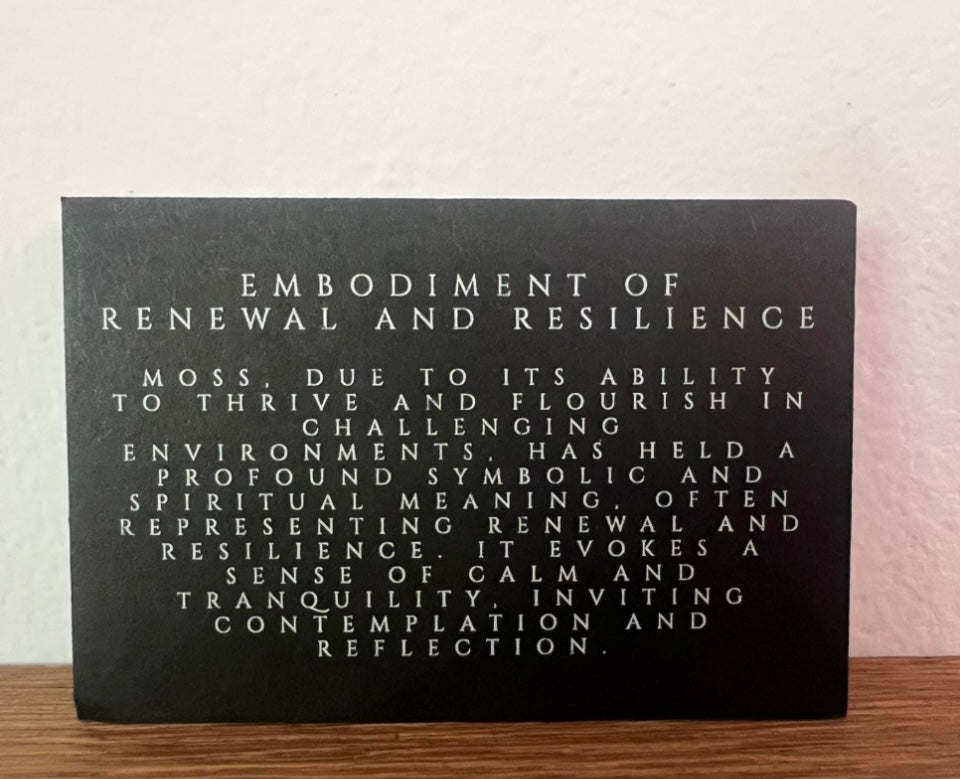 EMBODIMENT OF
RENEWAL AND RESILIENCE
MOSS, DUE TO ITS ABILITY
TO THRIVE AND FLOURISH IN
CHALLENGING
ENVIRONMENTS, HAS HELD A
PROFOUND SYMBOLIC AND
SPIRITUAL MEANING, OFTEN
REPRESENTING RENEWAL AND
RESILIENCE. IT EVOKES A
SENSE OF CALM AND
TRANQUILITY, INVITING
CONTEMPLATION AND
REFLECTION.